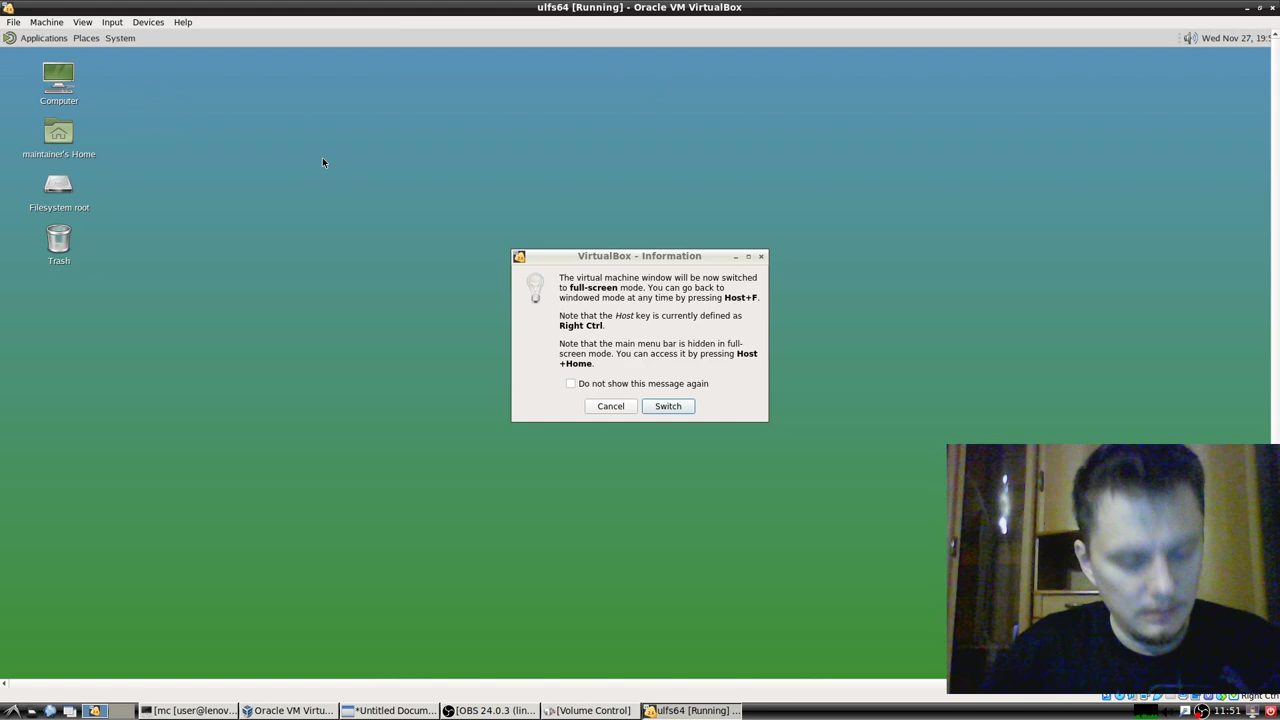 ulfs64 [Running] - Oracle VM VirtualBox
File Machine View Input Devices Help
Applications Places System
Wed Nov 27, 19:5
Computer
maintainer's Home
Filesystem root
Trash
VirtualBox - Information
The virtual machine window will be now switched
to full-screen mode. You can go back to
windowed mode at any time by pressing Host+F.
Note that the Host key is currently defined as
Right Ctrl.
Note that the main menu bar is hidden in full-
screen mode. You can access it by pressing Host
+Home.
Do not show this message again
Cancel Switch
Right Ctrl
[mc [user@lenov... Oracle VM Virtu... *Untitled Docum... [OBS 24.0.3 (lin... [Volume Control] ulfs64 [Running] ... 11:51